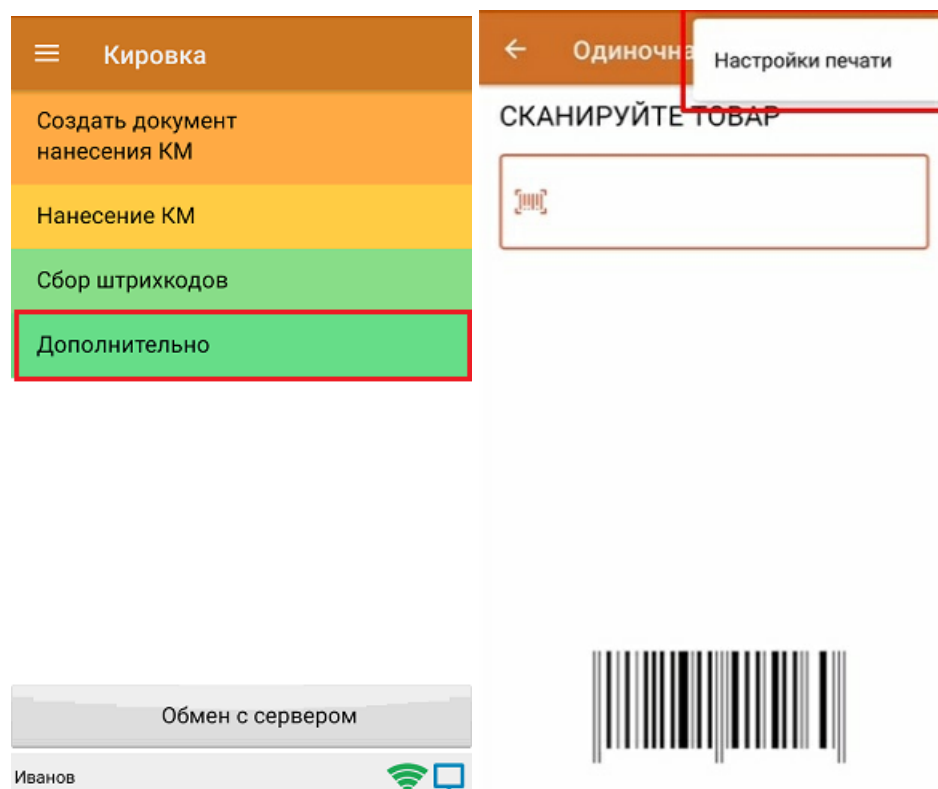 Кировка
Создать документ
нанесения КМ
Нанесение КМ
Сбор штрихкодов
Дополнительно
Обмен с сервером
Иванов
Одиночна
Настройки печати
СКАНИРУЙТЕ ТОВАР